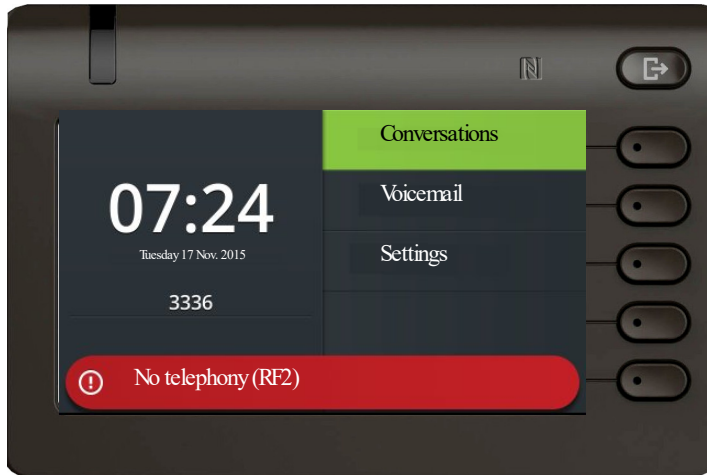 07:24
Tuesday 17 Nov. 2015
3336
Conversations
Voicemail
Settings
No telephony (RF2)